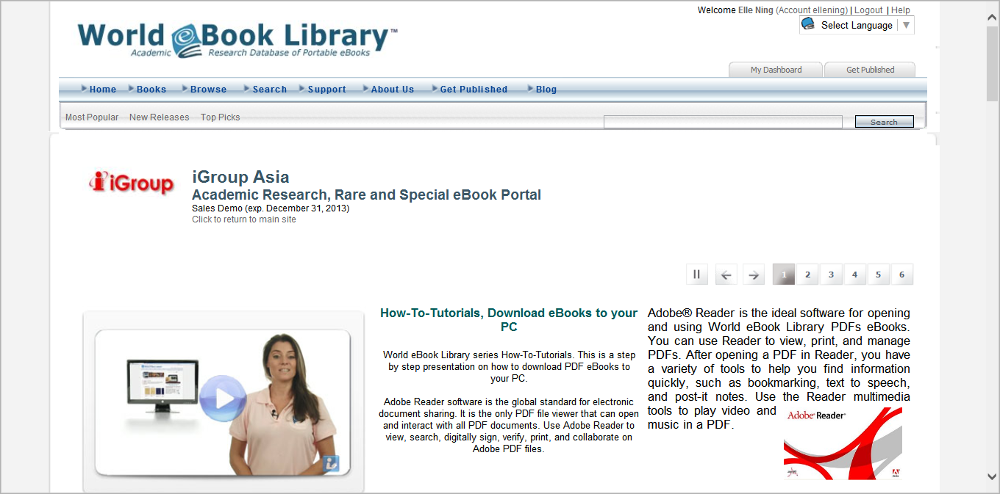 Welcome Elle Ning (Account ellening) | Logout | Help
World eBook Library™
Academic Research Database of Portable eBooks
Select Language ▼
My Dashboard Get Published
Home Books Browse Search Support About Us Get Published Blog
Most Popular New Releases Top Picks Search
iGroup
iGroup Asia
Academic Research, Rare and Special eBook Portal
Sales Demo (exp. December 31, 2013)
Click to return to main site
1 2 3 4 5 6
How-To-Tutorials, Download eBooks to your
PC
World eBook Library series How-To-Tutorials. This is a step
by step presentation on how to download PDF eBooks to
your PC.
Adobe Reader software is the global standard for electronic
document sharing. It is the only PDF file viewer that can open
and interact with all PDF documents. Use Adobe Reader to
view, search, digitally sign, verify, print, and collaborate on
Adobe PDF files.
Adobe® Reader is the ideal software for opening
and using World eBook Library PDFs eBooks.
You can use Reader to view, print, and manage
PDFs. After opening a PDF in Reader, you have
a variety of tools to help you find information
quickly, such as bookmarking, text to speech,
and post-it notes. Use the Reader multimedia
tools to play video and
music in a PDF.
Adobe® Reader®